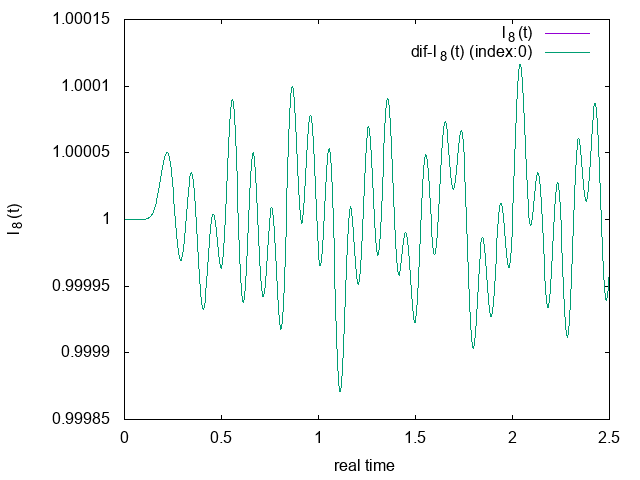 1.00015
1.0001
1.00005
1
0.99995
0.9999
0.99985
0 0.5 1 1.5 2 2.5
I8(t)
real time
I8(t)
dif-I8(t) (index:0)